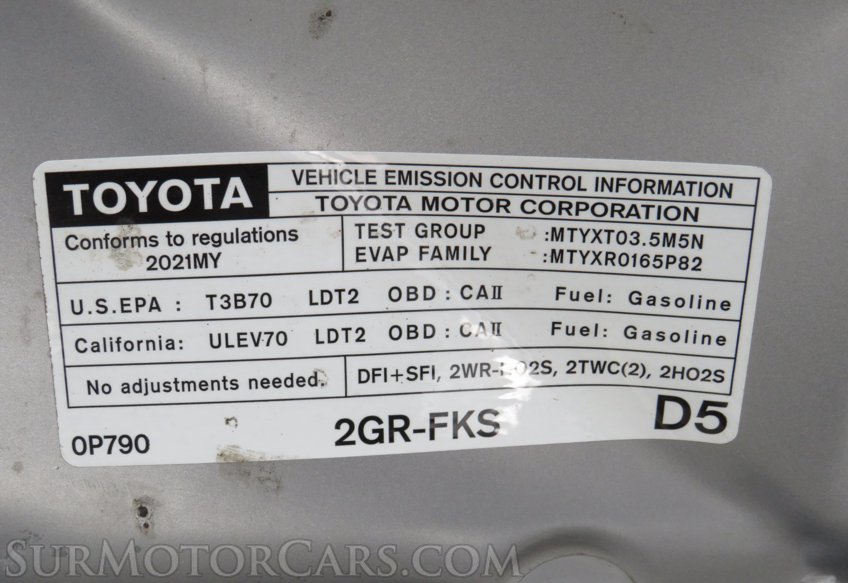 TOYOTA
VEHICLE EMISSION CONTROL INFORMATION
TOYOTA MOTOR CORPORATION
Conforms to regulations
2021MY
TEST GROUP :MTYXT03.5M5N
EVAP FAMILY :MTYXR0165P82
U.S.EPA : T3B70 LDT2 OBD : CAII Fuel: Gasoline
California: ULEV70 LDT2 OBD : CAII Fuel: Gasoline
No adjustments needed.
DFI+SFI, 2WR-HO2S, 2TWC(2), 2HO2S
0P790
2GR-FKS
D5
SurMotorCars.com